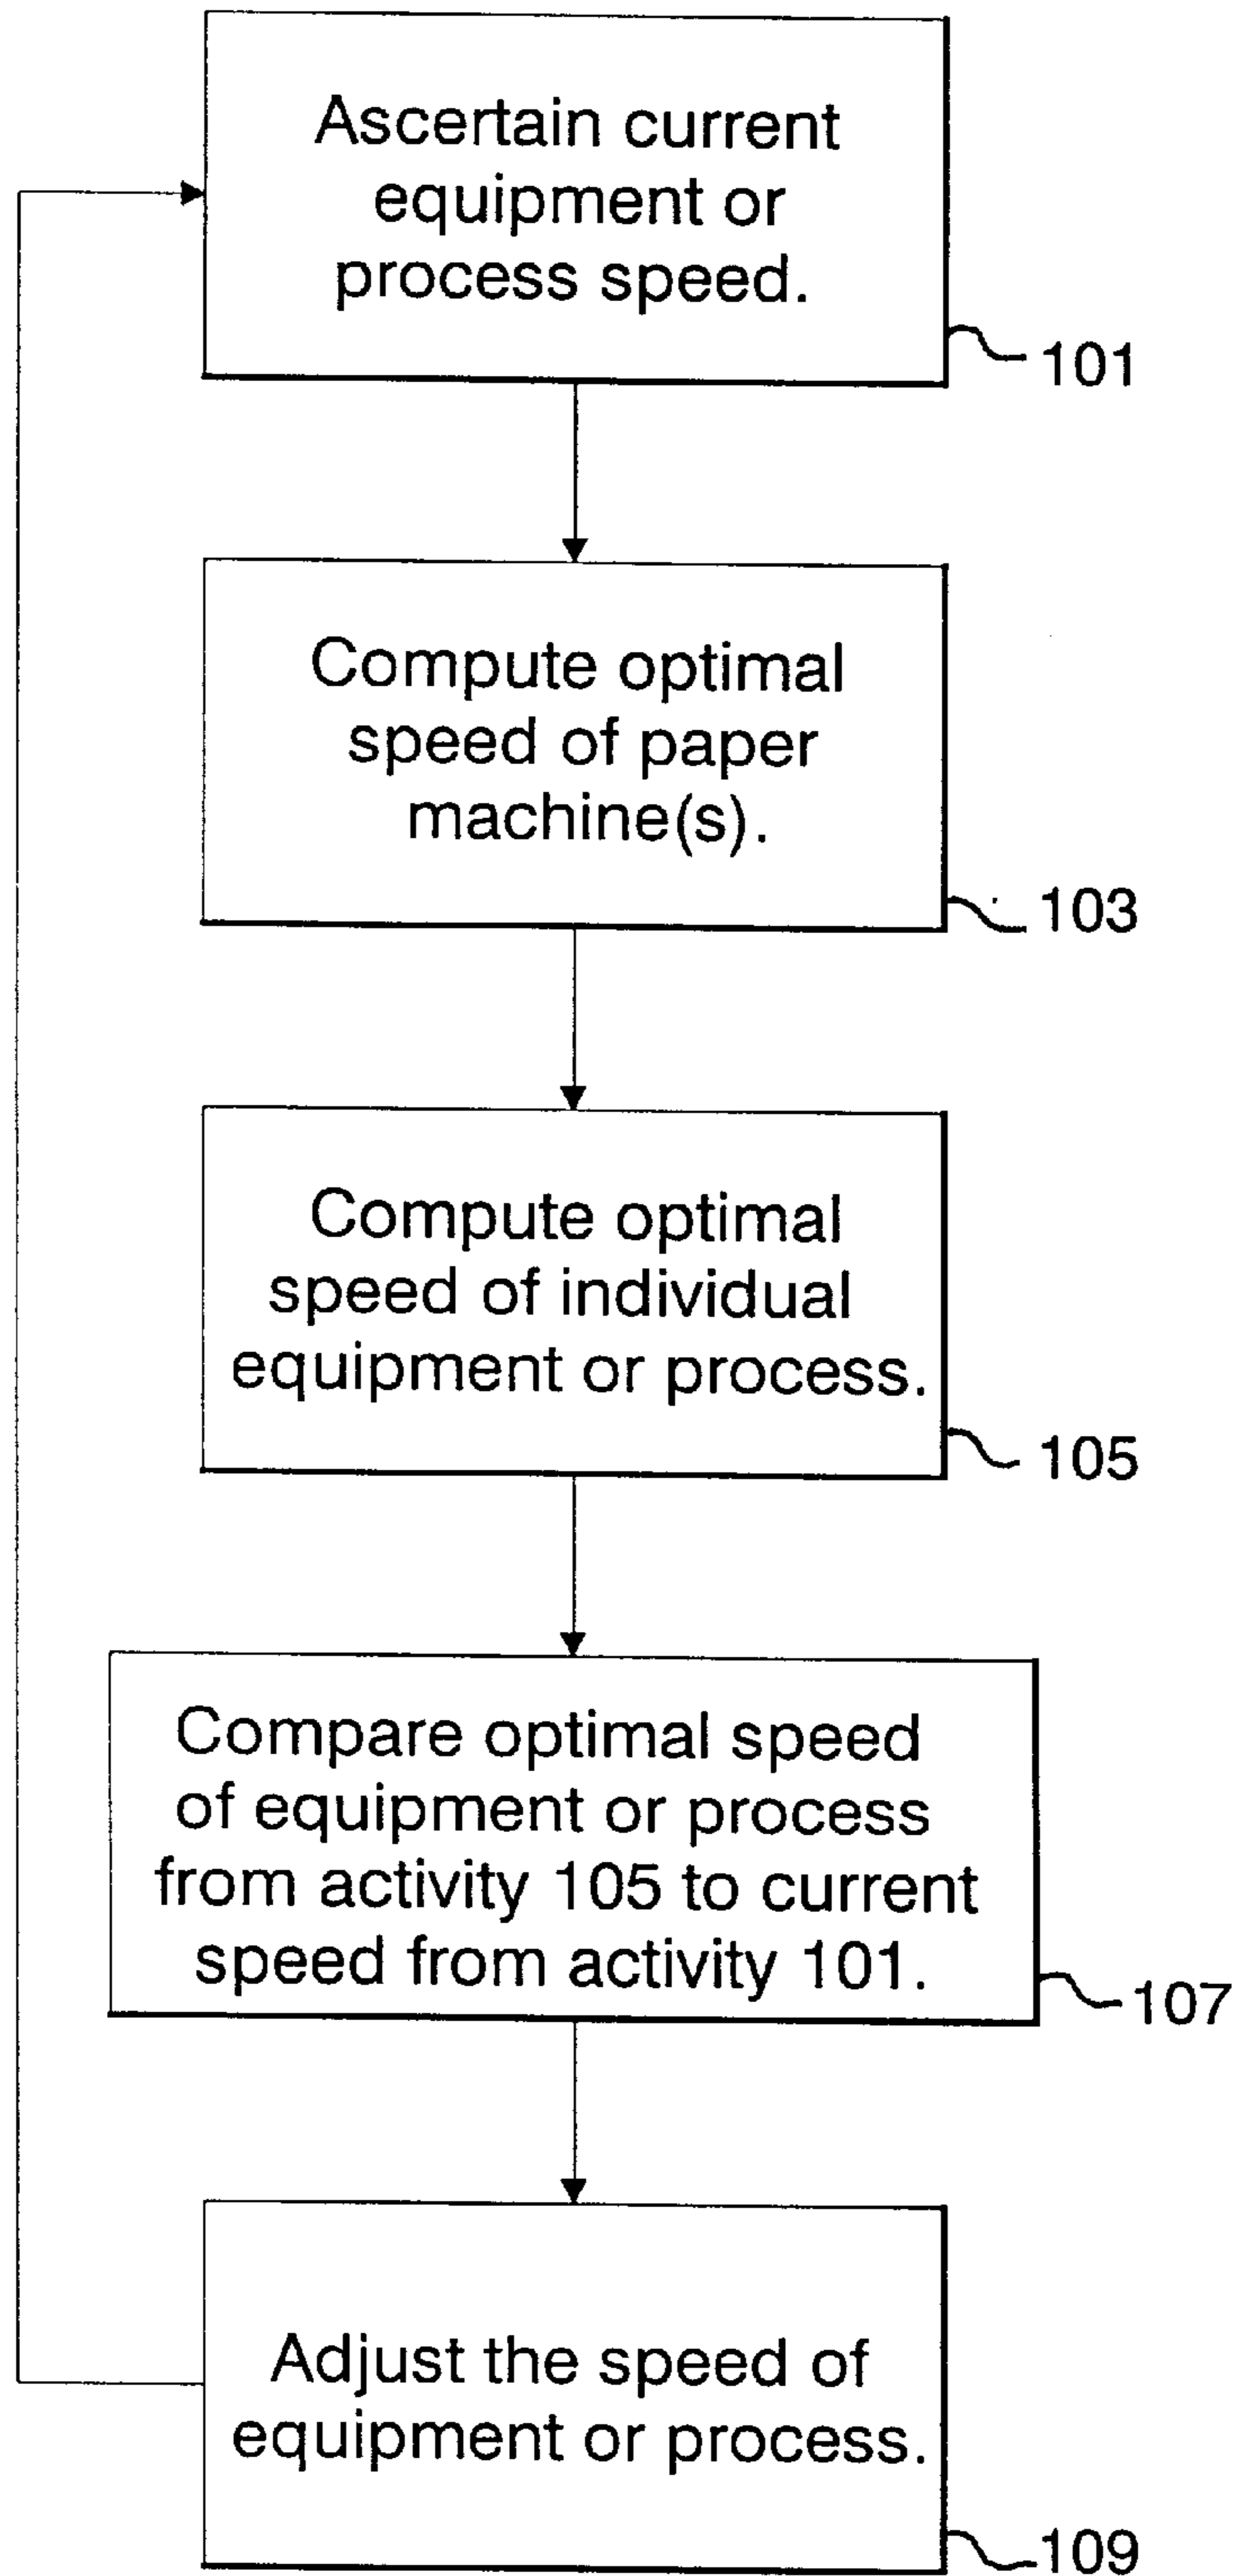 Ascertain current
equipment or
process speed.
101
Compute optimal
speed of paper
machine(s).
103
Compute optimal
speed of individual
equipment or process.
105
Compare optimal speed
of equipment or process
from activity 105 to current
speed from activity 101.
107
Adjust the speed of
equipment or process.
109